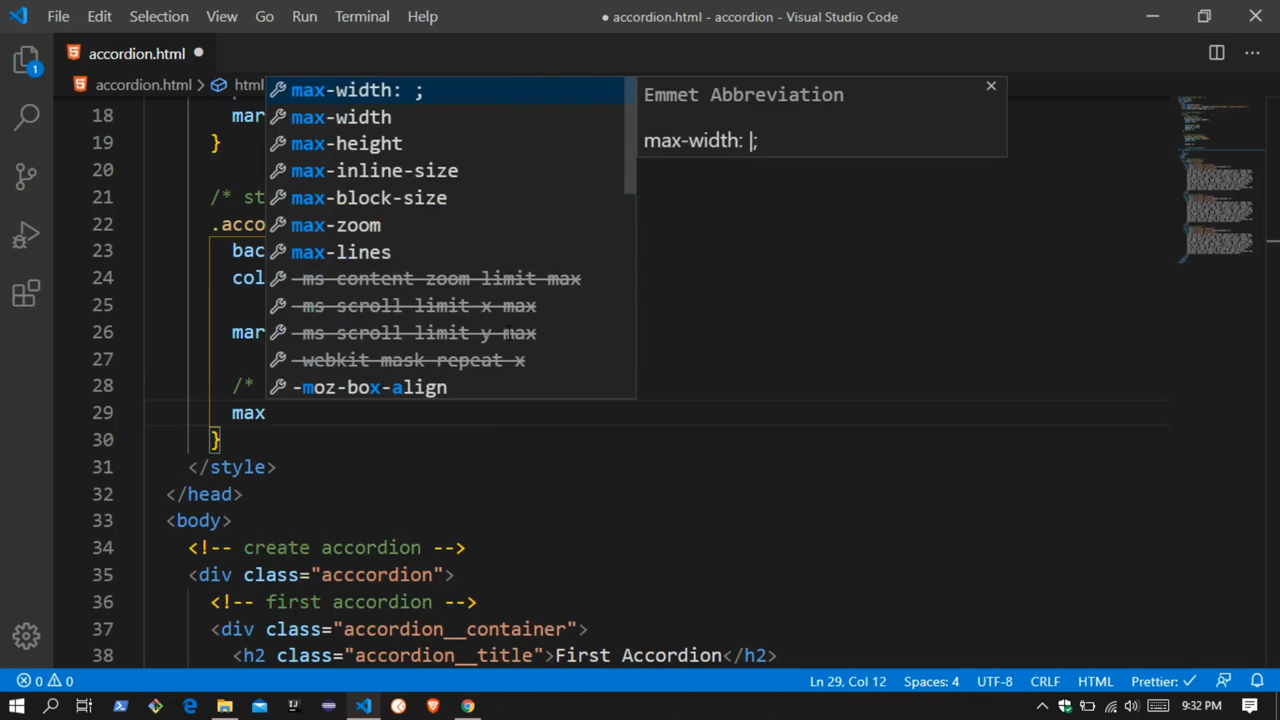 File Edit Selection View Go Run Terminal Help ● accordion.html - accordion - Visual Studio Code
accordion.html ●
accordion.html > html
18 mar
19 }
20
21 /* st
22 .acco
23 bac
24 col
25
26 mar
27
28 /*
29 max
30 }
31 </style>
32 </head>
33 <body>
34 <!-- create accordion -->
35 <div class="acccordion">
36 <!-- first accordion -->
37 <div class="accordion__container">
38 <h2 class="accordion__title">First Accordion</h2>
max-width: ;
max-width
max-height
max-inline-size
max-block-size
max-zoom
max-lines
-ms-content-zoom-limit-max
-ms-scroll-limit-x-max
-ms-scroll-limit-y-max
-webkit-mask-repeat-x
-moz-box-align
Emmet Abbreviation
max-width: |;
1
0 0 Ln 29, Col 12 Spaces: 4 UTF-8 CRLF HTML Prettier: ✓
9:32 PM